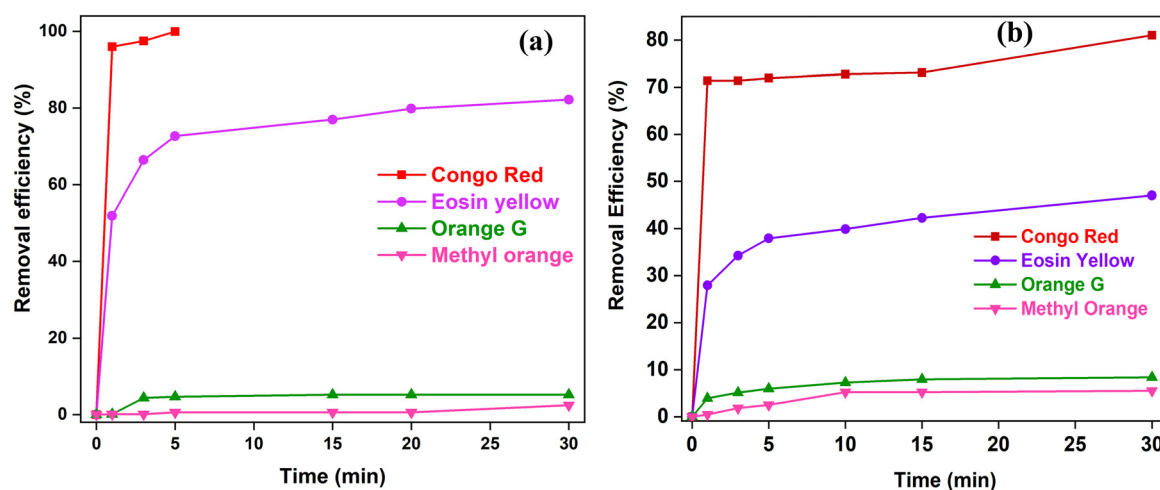 (a)
Removal efficiency (%)
100
80
60
40
20
0
Congo Red
Eosin yellow
Orange G
Methyl orange
0
5
10
15
20
25
30
Time (min)
(b)
Removal Efficiency (%)
80
70
60
50
40
30
20
10
0
Congo Red
Eosin Yellow
Orange G
Methyl Orange
0
5
10
15
20
25
30
Time (min)